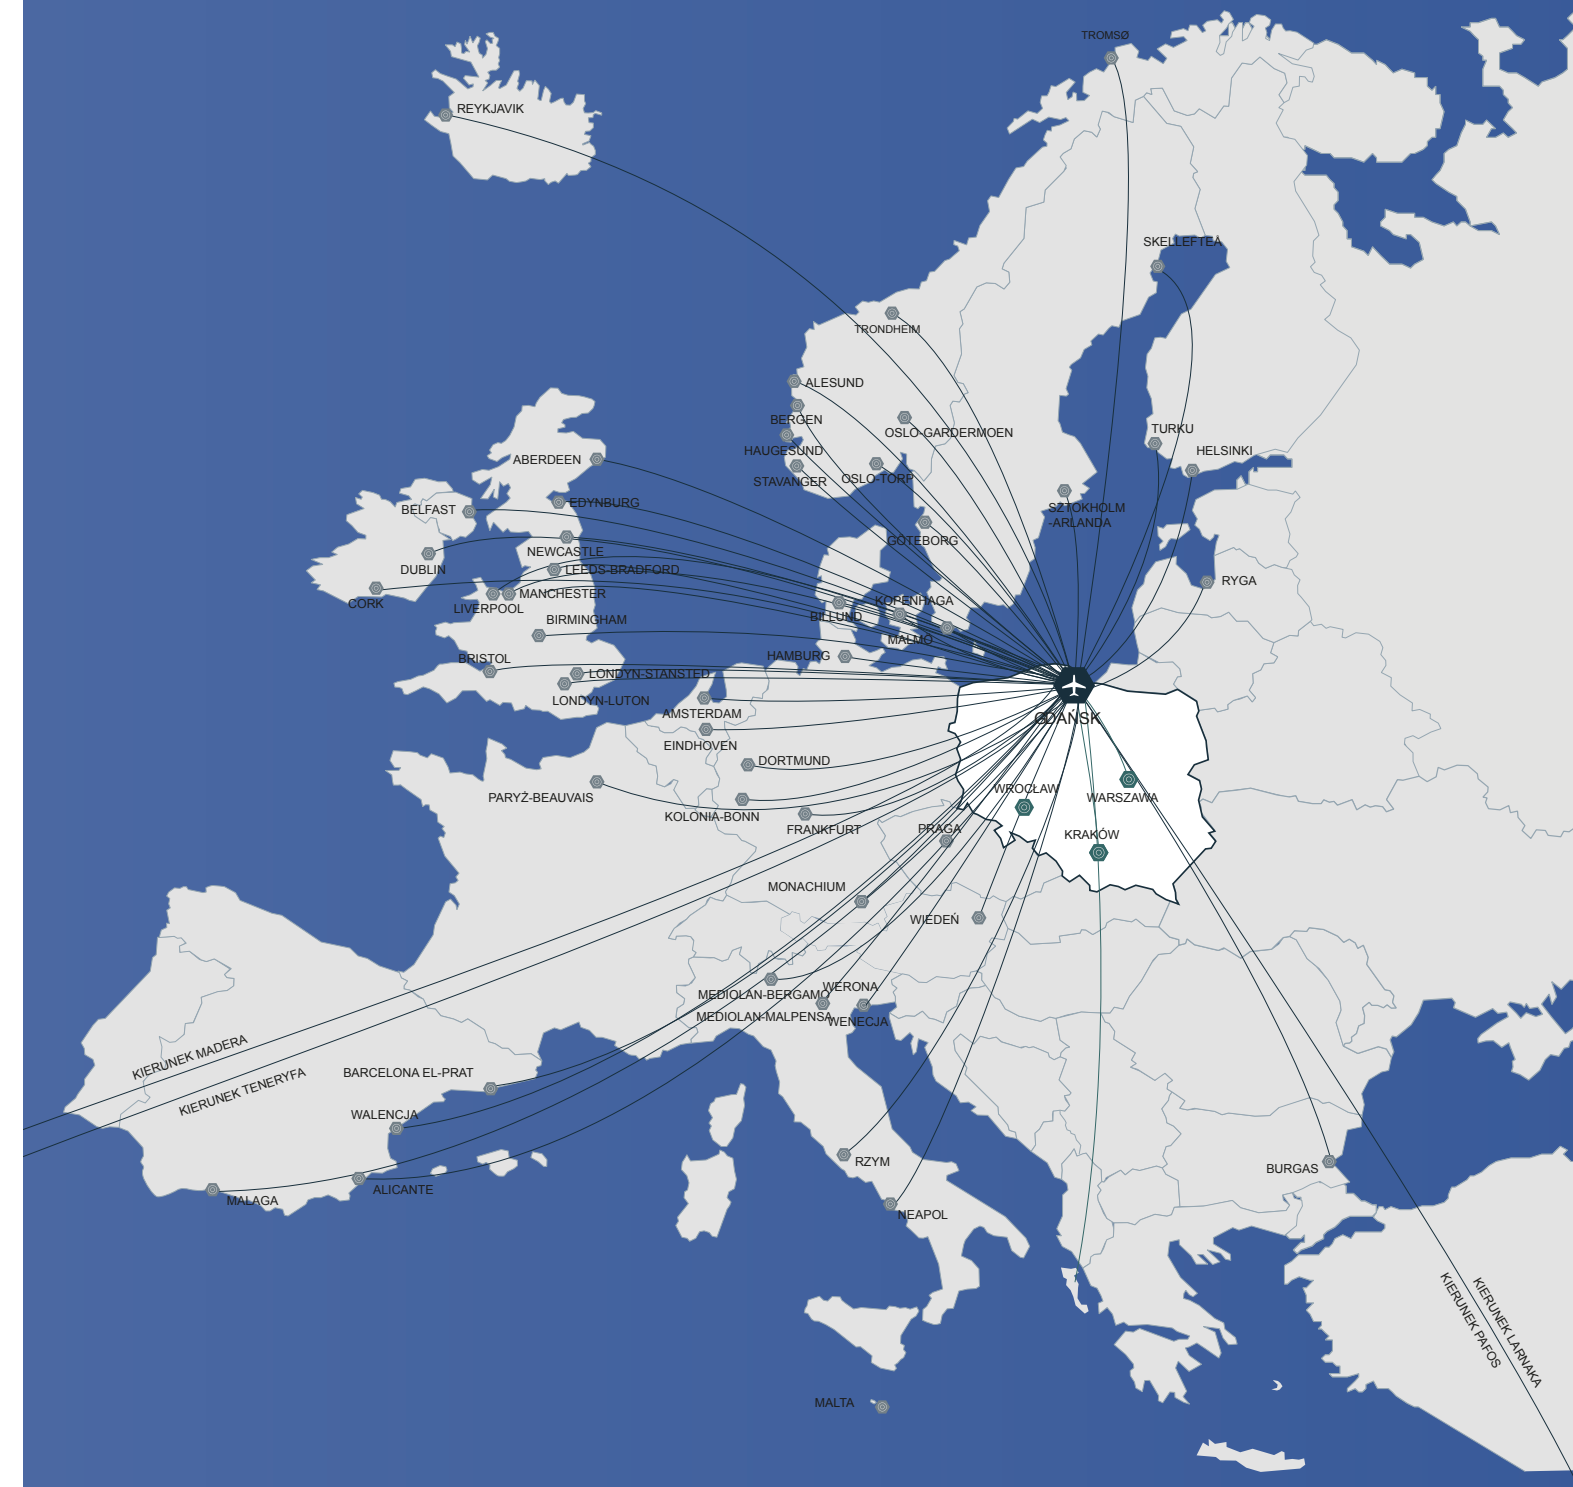 TROMSØ
REYKJAVIK
SKELLEFTEÅ
TRONDHEIM
ALESUND
BERGEN
OSLO-GARDERMOEN
TURKU
HAUGESUND
HELSINKI
ABERDEEN
STAVANGER
OSLO-TORP
EDYNBURG
BELFAST
SZTOKHOLM
-ARLANDA
GÖTEBORG
NEWCASTLE
DUBLIN
LEEDS-BRADFORD
RYGA
MANCHESTER
CORK
LIVERPOOL
KOPENHAGA
BILLUND
BIRMINGHAM
MALMÖ
HAMBURG
BRISTOL
LONDYN-STANSTED
LONDYN-LUTON
AMSTERDAM
GDAŃSK
EINDHOVEN
DORTMUND
WROCŁAW
PARYŻ-BEAUVAIS
WARSZAWA
KOLONIA-BONN
FRANKFURT
PRAGA
KRAKÓW
MONACHIUM
WIEDEŃ
WERONA
MEDIOLAN-BERGAMO
MEDIOLAN-MALPENSA
WENECJA
KIERUNEK MADERA
BARCELONA EL-PRAT
KIERUNEK TENERYFA
WALENCJA
RZYM
BURGAS
ALICANTE
MALAGA
NEAPOL
KIERUNEK LARNAKA
KIERUNEK PAFOS
MALTA